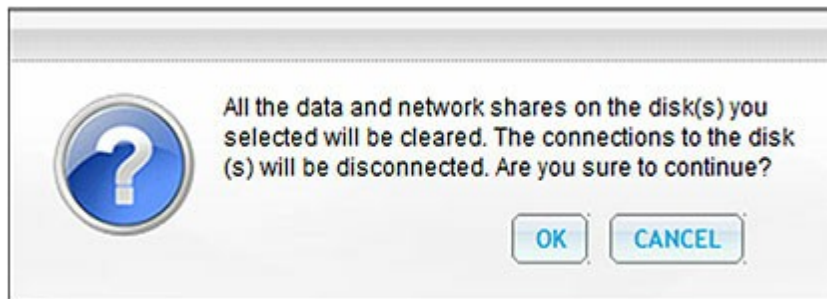 All the data and network shares on the disk(s) you
selected will be cleared. The connections to the disk
(s) will be disconnected. Are you sure to continue?
OK CANCEL